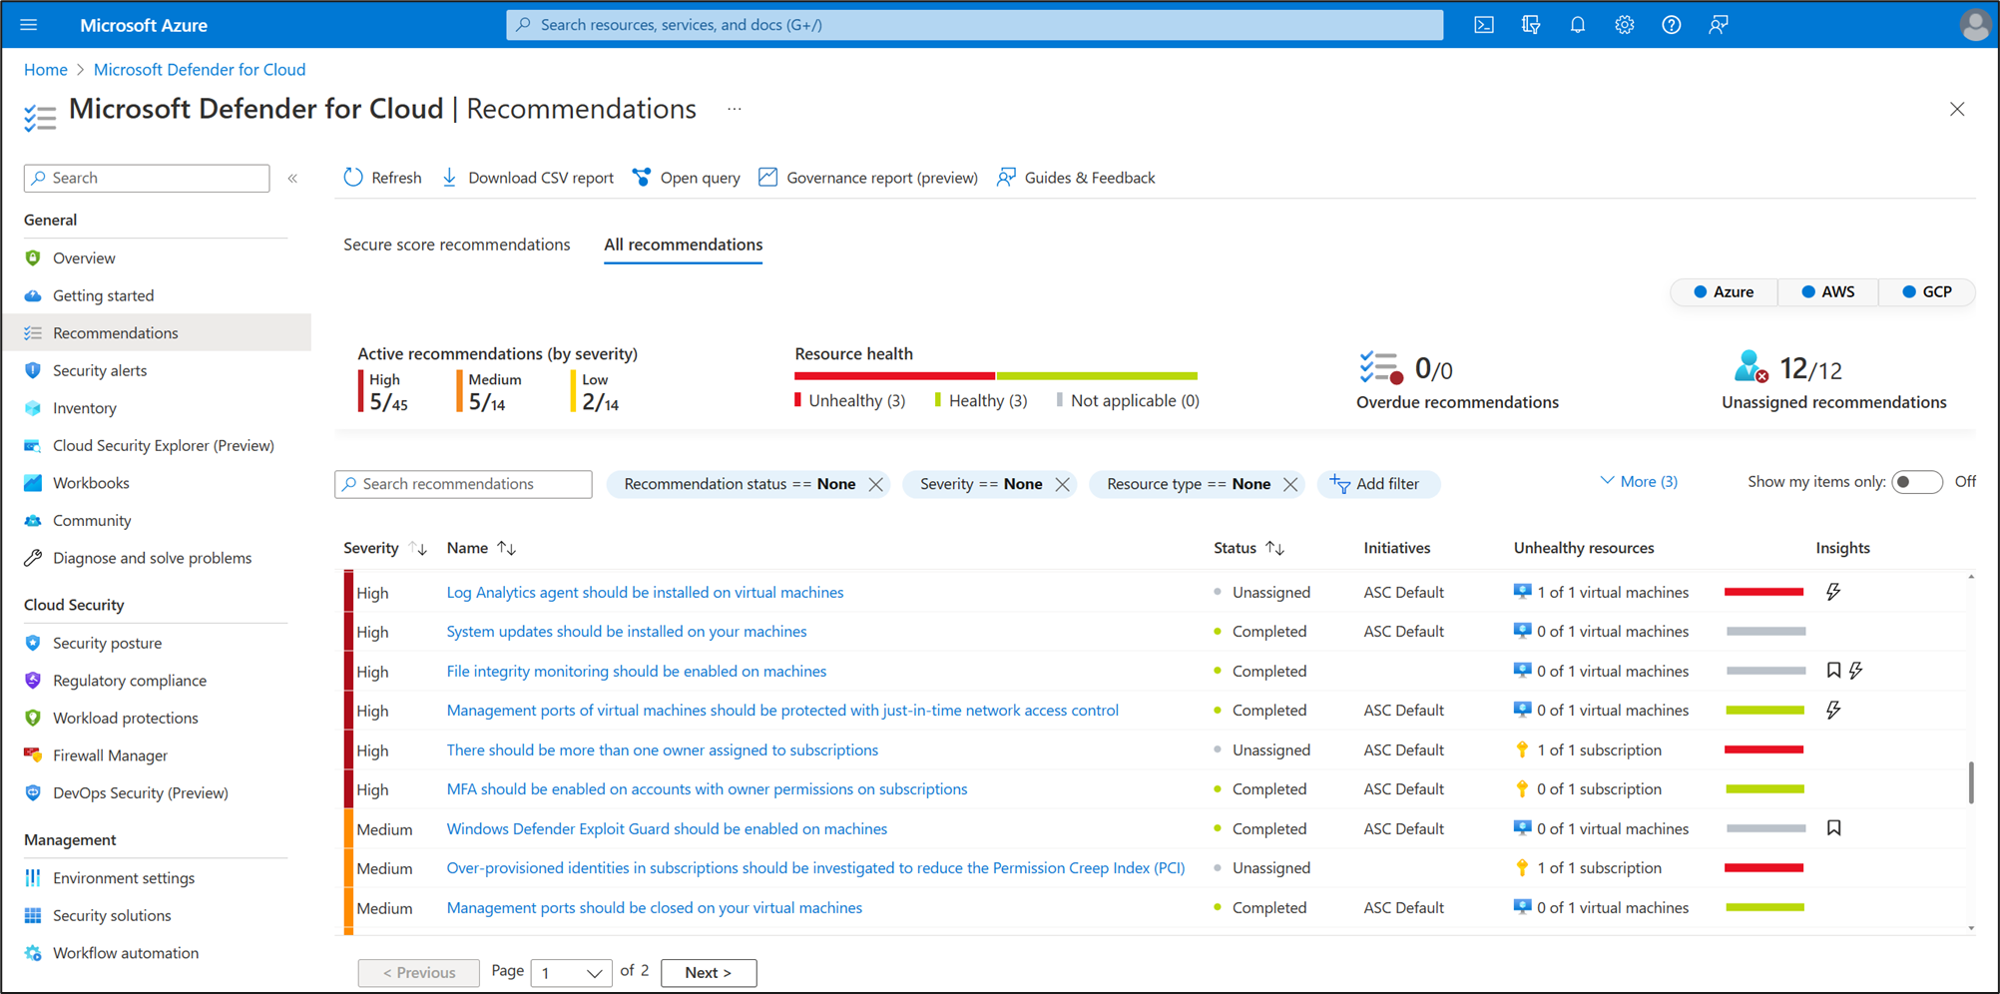 Microsoft Azure
Search resources, services, and docs (G+/)
Home > Microsoft Defender for Cloud
Microsoft Defender for Cloud | Recommendations ...
Search «
Refresh Download CSV report Open query Governance report (preview) Guides & Feedback
General
Overview
Getting started
Recommendations
Security alerts
Inventory
Cloud Security Explorer (Preview)
Workbooks
Community
Diagnose and solve problems
Cloud Security
Security posture
Regulatory compliance
Workload protections
Firewall Manager
DevOps Security (Preview)
Management
Environment settings
Security solutions
Workflow automation
Secure score recommendations All recommendations
Azure AWS GCP
Active recommendations (by severity)
High Medium Low
5/45 5/14 2/14
Resource health
Unhealthy (3) Healthy (3) Not applicable (0)
0/0
Overdue recommendations
12/12
Unassigned recommendations
Search recommendations Recommendation status == None Severity == None Resource type == None Add filter More (3) Show my items only: Off
Severity Name Status Initiatives Unhealthy resources Insights
High Log Analytics agent should be installed on virtual machines Unassigned ASC Default 1 of 1 virtual machines
High System updates should be installed on your machines Completed ASC Default 0 of 1 virtual machines
High File integrity monitoring should be enabled on machines Completed 0 of 1 virtual machines
High Management ports of virtual machines should be protected with just-in-time network access control Completed ASC Default 0 of 1 virtual machines
High There should be more than one owner assigned to subscriptions Unassigned ASC Default 1 of 1 subscription
High MFA should be enabled on accounts with owner permissions on subscriptions Completed ASC Default 0 of 1 subscription
Medium Windows Defender Exploit Guard should be enabled on machines Completed ASC Default 0 of 1 virtual machines
Medium Over-provisioned identities in subscriptions should be investigated to reduce the Permission Creep Index (PCI) Unassigned 1 of 1 subscription
Medium Management ports should be closed on your virtual machines Completed ASC Default 0 of 1 virtual machines
< Previous Page 1 of 2 Next >